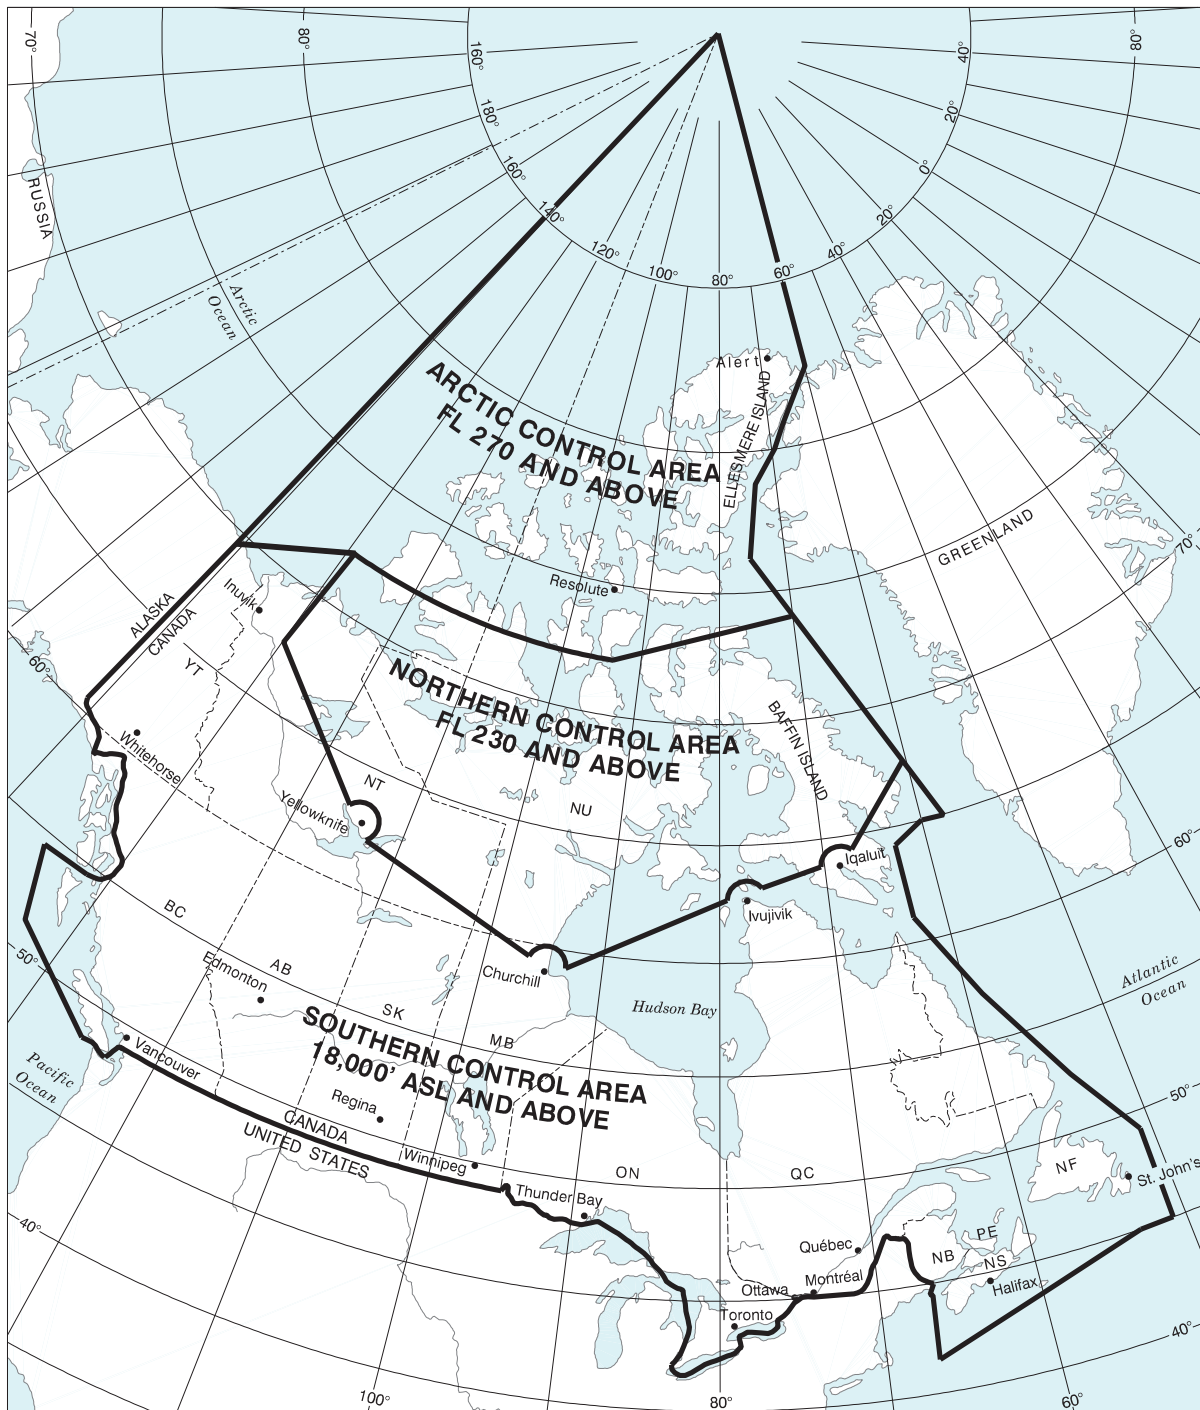 70°
80°
160°
40°
80°
180°
20°
160°
0°
RUSSIA
140°
20°
120°
100°
80°
60°
40°
Arctic
Ocean
Alert
ELLESMERE ISLAND
ARCTIC CONTROL AREA
FL 270 AND ABOVE
GREENLAND
70°
Resolute
Inuvik
ALASKA
CANADA
YT
60°
NORTHERN CONTROL AREA
FL 230 AND ABOVE
BAFFIN ISLAND
Whitehorse
NT
NU
Yellowknife
60°
Iqaluit
BC
Ivujivik
50°
Edmonton
AB
Churchill
Atlantic
Ocean
Hudson Bay
SK
SOUTHERN CONTROL AREA
18,000' ASL AND ABOVE
MB
Pacific
Ocean
Vancouver
50°
Regina
CANADA
UNITED STATES
Winnipeg
ON
QC
NF
St. John's
Thunder Bay
40°
PE
Québec
NB
NS
Ottawa
Montréal
Halifax
Toronto
40°
100°
80°
60°